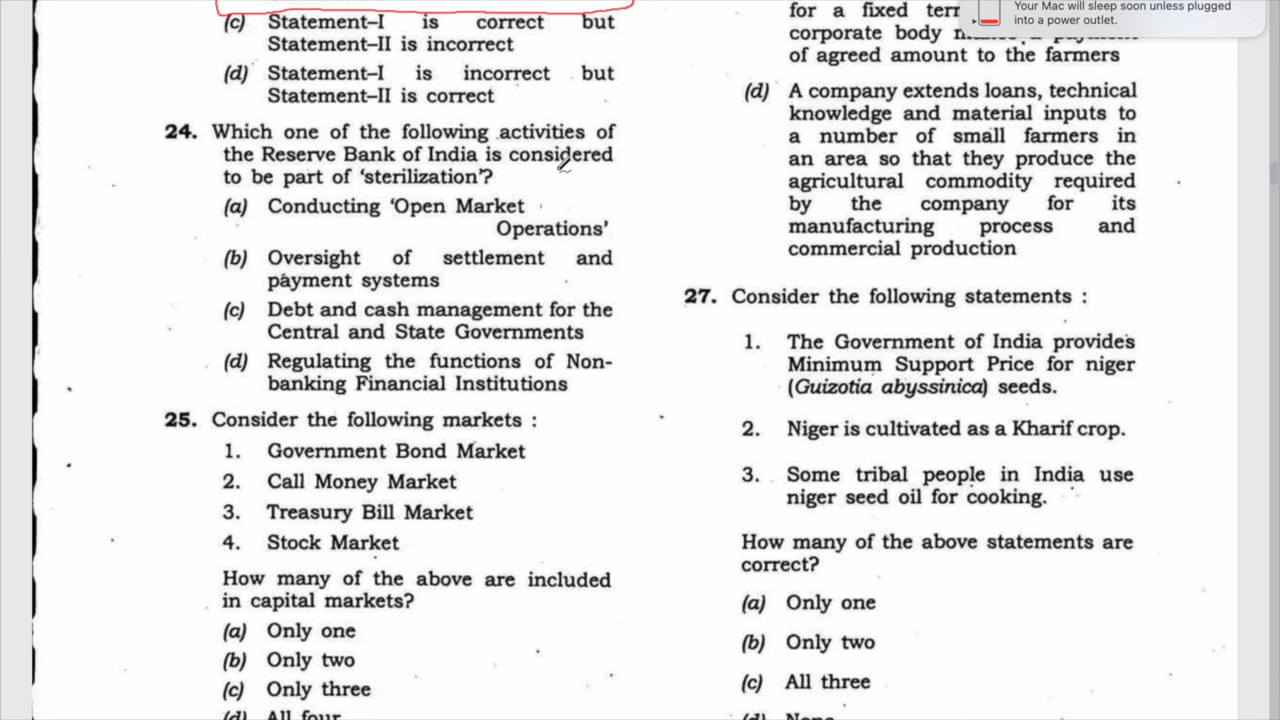 (c) Statement–I is correct but
Statement–II is incorrect
(d) Statement–I is incorrect but
Statement–II is correct
24. Which one of the following activities of
the Reserve Bank of India is considered
to be part of ‘sterilization’?
(a) Conducting ‘Open Market
Operations’
(b) Oversight of settlement and
payment systems
(c) Debt and cash management for the
Central and State Governments
(d) Regulating the functions of Non-
banking Financial Institutions
25. Consider the following markets :
1. Government Bond Market
2. Call Money Market
3. Treasury Bill Market
4. Stock Market
How many of the above are included
in capital markets?
(a) Only one
(b) Only two
(c) Only three
(d) All four
for a fixed
corporate body
of agreed amount to the farmers
(d) A company extends loans, technical
knowledge and material inputs to
a number of small farmers in
an area so that they produce the
agricultural commodity required
by the company for its
manufacturing process and
commercial production
27. Consider the following statements :
1. The Government of India provides
Minimum Support Price for niger
(Guizotia abyssinica) seeds.
2. Niger is cultivated as a Kharif crop.
3. Some tribal people in India use
niger seed oil for cooking.
How many of the above statements are
correct?
(a) Only one
(b) Only two
(c) All three
(d) None
Your Mac will sleep soon unless plugged
into a power outlet.